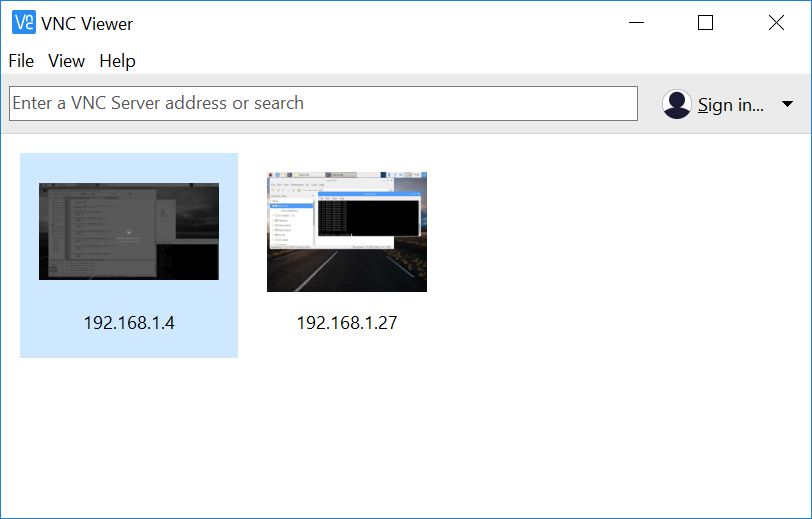 VNC Viewer
File View Help
Enter a VNC Server address or search
Sign in...
192.168.1.4
192.168.1.27